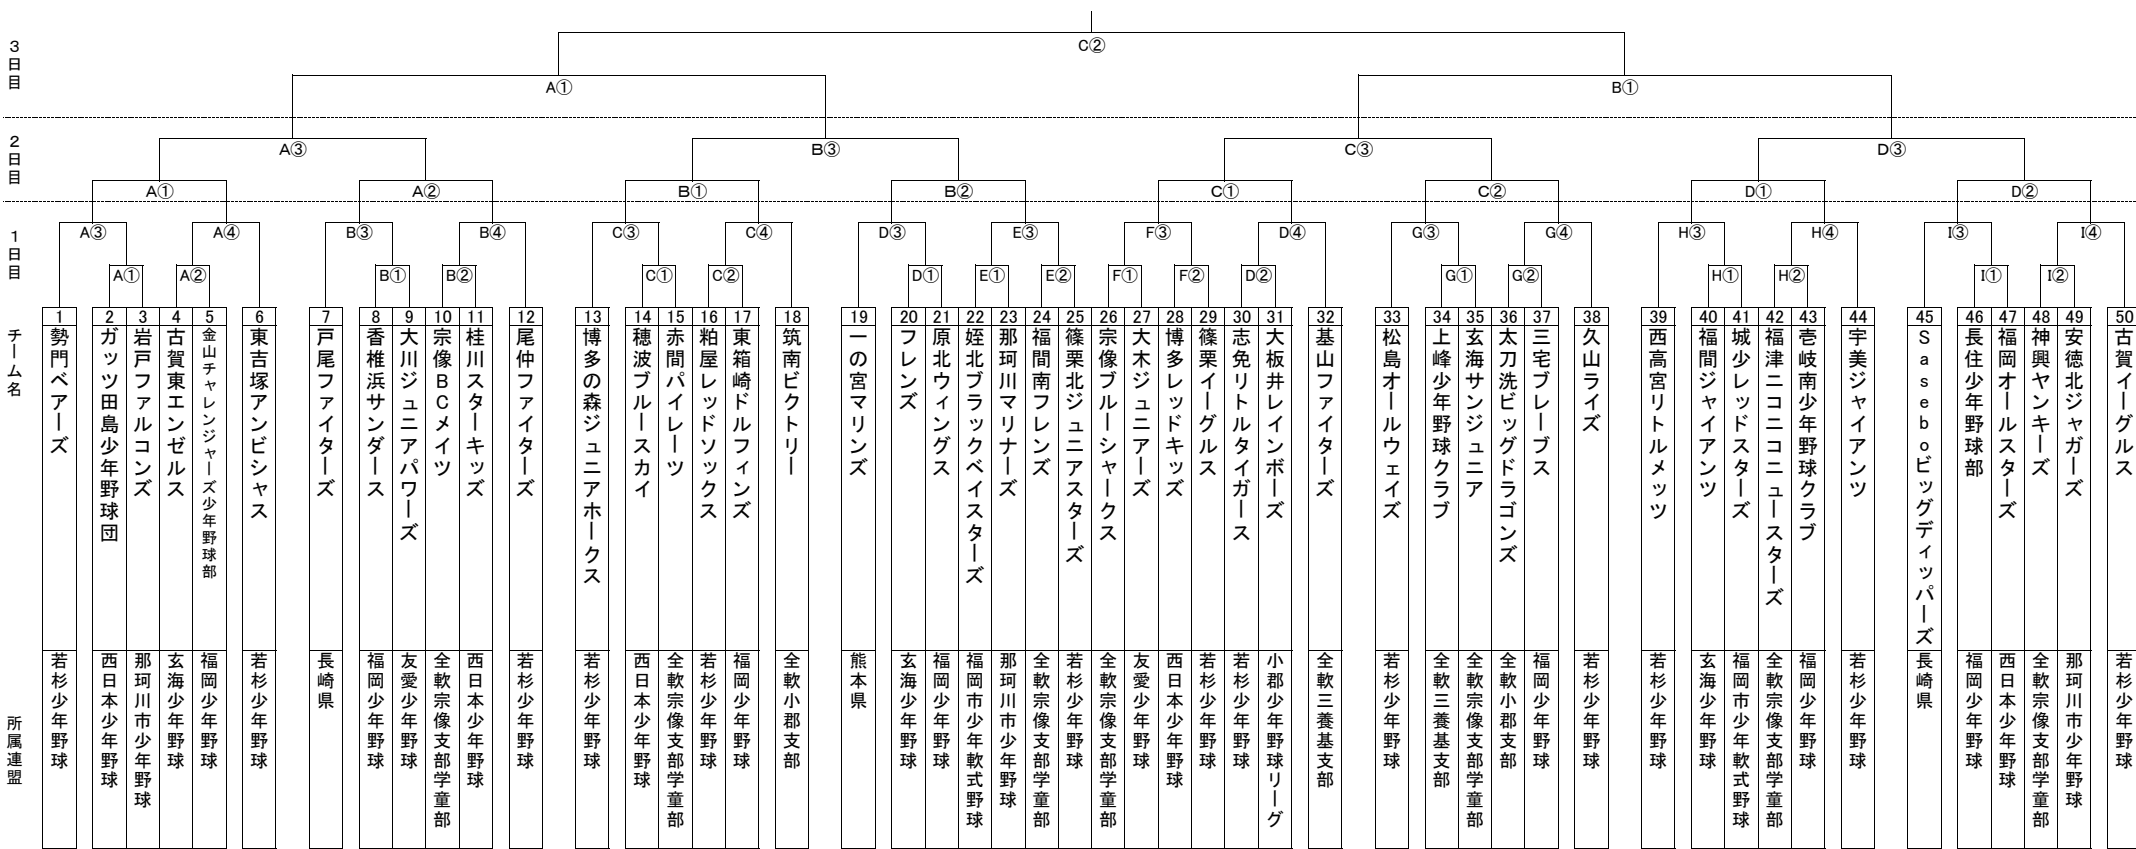 C②
3日目
A① B①
2日目
A③ B③ C③ D③
A① A② B① B② C① C② D① D②
1日目
A③ A④ B③ B④ C③ C④ D③ E③ F③ D④ G③ G④ H③ H④ I③ I④
A① A② B① B② C① C② D① E① E② F① F② D② G① G② H① H② I① I②
1 2 3 4 5 6 7 8 9 10 11 12 13 14 15 16 17 18 19 20 21 22 23 24 25 26 27 28 29 30 31 32 33 34 35 36 37 38 39 40 41 42 43 44 45 46 47 48 49 50
チーム名
勢門ベアーズ
ガッツ田島少年野球団
岩戸ファルコンズ
古賀東エンゼルス
金山チャレンジャーズ少年野球部
東吉塚アンビシャス
戸尾ファイターズ
香椎浜サンダース
大川ジュニアパワーズ
宗像BCメイツ
桂川スターキッズ
尾仲ファイターズ
博多の森ジュニアホークス
穂波ブルースカイ
赤間パイレーツ
粕屋レッドソックス
東箱崎ドルフィンズ
筑南ビクトリー
一の宮マリンズ
フレンズ
原北ウィングス
姪北ブラックベイスターズ
那珂川マリナーズ
福間南フレンズ
篠栗北ジュニアスターズ
宗像ブルーシャークス
大木ジュニアーズ
博多レッドキッズ
篠栗イーグルス
志免リトルタイガース
大板井レインボーズ
基山ファイターズ
松島オールウェイズ
上峰少年野球クラブ
玄海サンジュニア
太刀洗ビッグドラゴンズ
三宅ブレーブス
久山ライズ
西高宮リトルメッツ
福間ジャイアンツ
城少レッドスターズ
福津ニコニコニュースターズ
壱岐南少年野球クラブ
宇美ジャイアンツ
Saseboビッグディッパーズ
長住少年野球部
福岡オールスターズ
神興ヤンキーズ
安徳北ジャガーズ
古賀イーグルス
所属連盟
若杉少年野球
西日本少年野球
那珂川市少年野球
玄海少年野球
福岡少年野球
若杉少年野球
長崎県
福岡少年野球
友愛少年野球
全軟宗像支部学童部
西日本少年野球
若杉少年野球
若杉少年野球
西日本少年野球
全軟宗像支部学童部
若杉少年野球
福岡少年野球
全軟小郡支部
熊本県
玄海少年野球
福岡少年野球
福岡市少年軟式野球
那珂川市少年野球
全軟宗像支部学童部
若杉少年野球
全軟宗像支部学童部
友愛少年野球
西日本少年野球
若杉少年野球
若杉少年野球
小郡少年野球リーグ
全軟三養基支部
若杉少年野球
全軟三養基支部
全軟宗像支部学童部
全軟小郡支部
福岡少年野球
若杉少年野球
若杉少年野球
玄海少年野球
福岡市少年軟式野球
全軟宗像支部学童部
福岡少年野球
若杉少年野球
長崎県
福岡少年野球
西日本少年野球
全軟宗像支部学童部
那珂川市少年野球
若杉少年野球